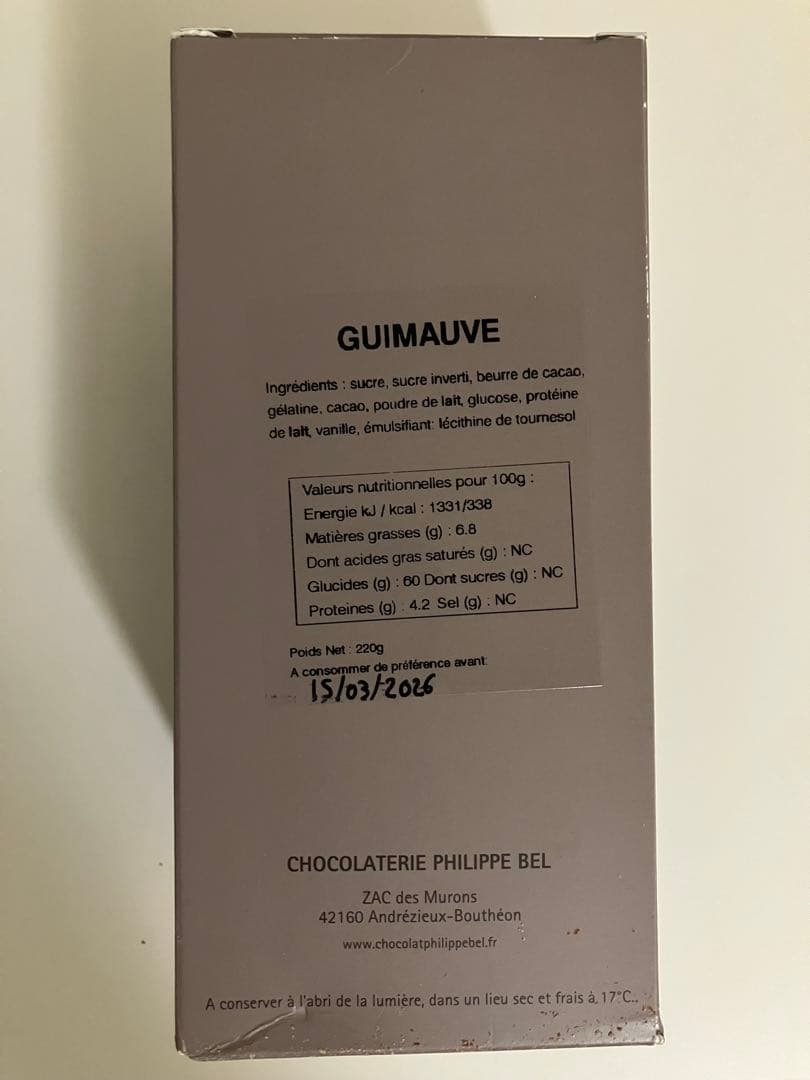 GUIMAUVE
Ingrédients : sucre, sucre inverti, beurre de cacao,
gélatine, cacao, poudre de lait, glucose, protéine
de lait, vanille, émulsifiant: lécithine de tournesol
Valeurs nutritionnelles pour 100g :
Energie kJ / kcal : 1331/338
Matières grasses (g) : 6.8
Dont acides gras saturés (g) : NC
Glucides (g) : 60 Dont sucres (g) : NC
Proteines (g) : 4.2 Sel (g) : NC
Poids Net : 220g
A consommer de préférence avant:
15/03/2026
CHOCOLATERIE PHILIPPE BEL
ZAC des Murons
42160 Andrézieux-Bouthéon
www.chocolatphilippebel.fr
A conserver à l'abri de la lumière, dans un lieu sec et frais à 17°C..